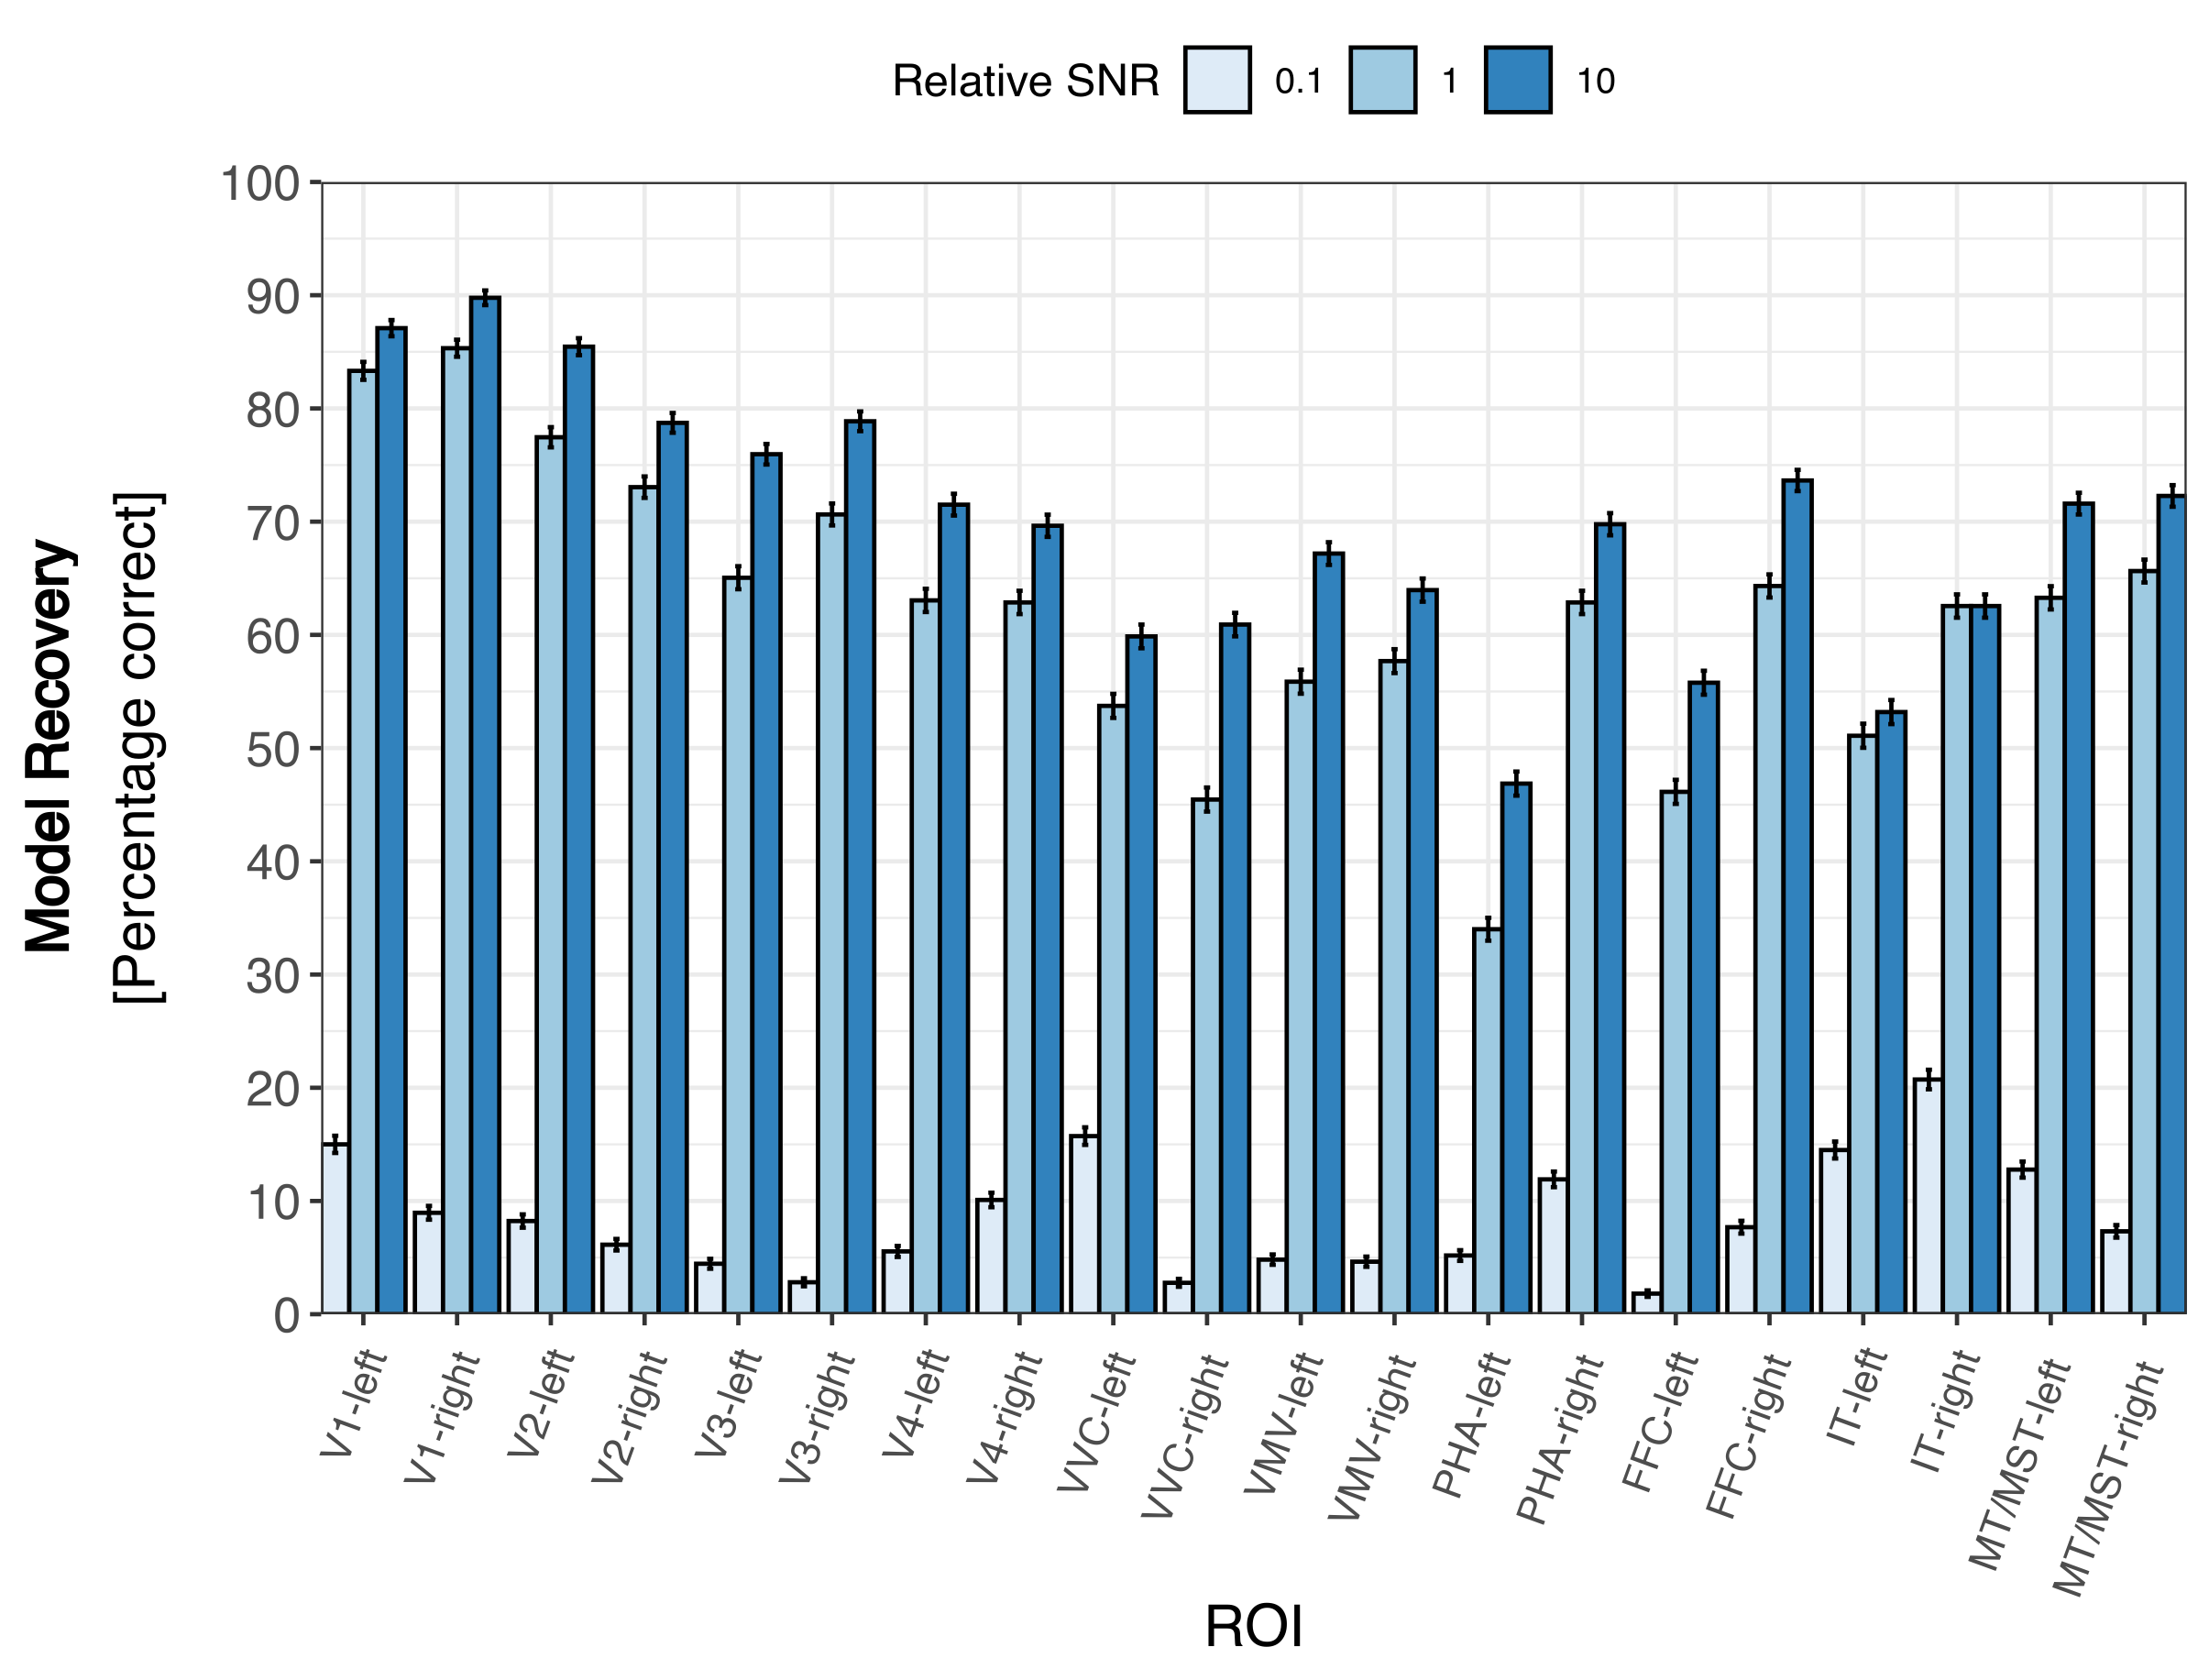 Relative SNR 0.1 1 10
Model Recovery
[Percentage correct]
100
90
80
70
60
50
40
30
20
10
0
V1-left
V1-right
V2-left
V2-right
V3-left
V3-right
V4-left
V4-right
VVC-left
VVC-right
VMV-left
VMV-right
PHA-left
PHA-right
FFC-left
FFC-right
IT-left
IT-right
MT/MST-left
MT/MST-right
ROI